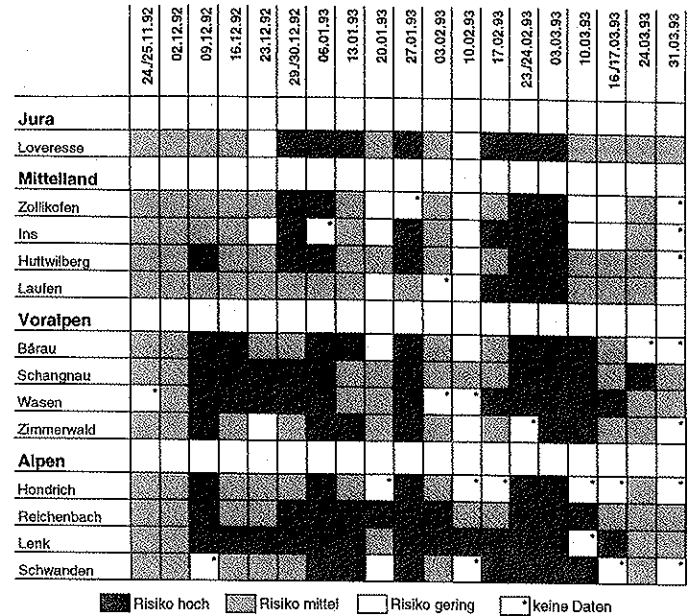 24./25.11.92 02.12.92 09.12.92 16.12.92 23.12.92 29./30.12.92 06.01.93 13.01.93 20.01.93 27.01.93 03.02.93 10.02.93 17.02.93 23./24.02.93 03.03.93 10.03.93 16./17.03.93 24.03.93 31.03.93
Jura
Loveresse
Mittelland
Zollikofen * *
Ins * *
Huttwilberg *
Laufen *
Voralpen
Bärau * *
Schangnau
Wasen * * *
Zimmerwald * *
Alpen
Hondrich * * * * * *
Reichenbach
Lenk *
Schwanden * * * *
Risiko hoch Risiko mittel Risiko gering * keine Daten